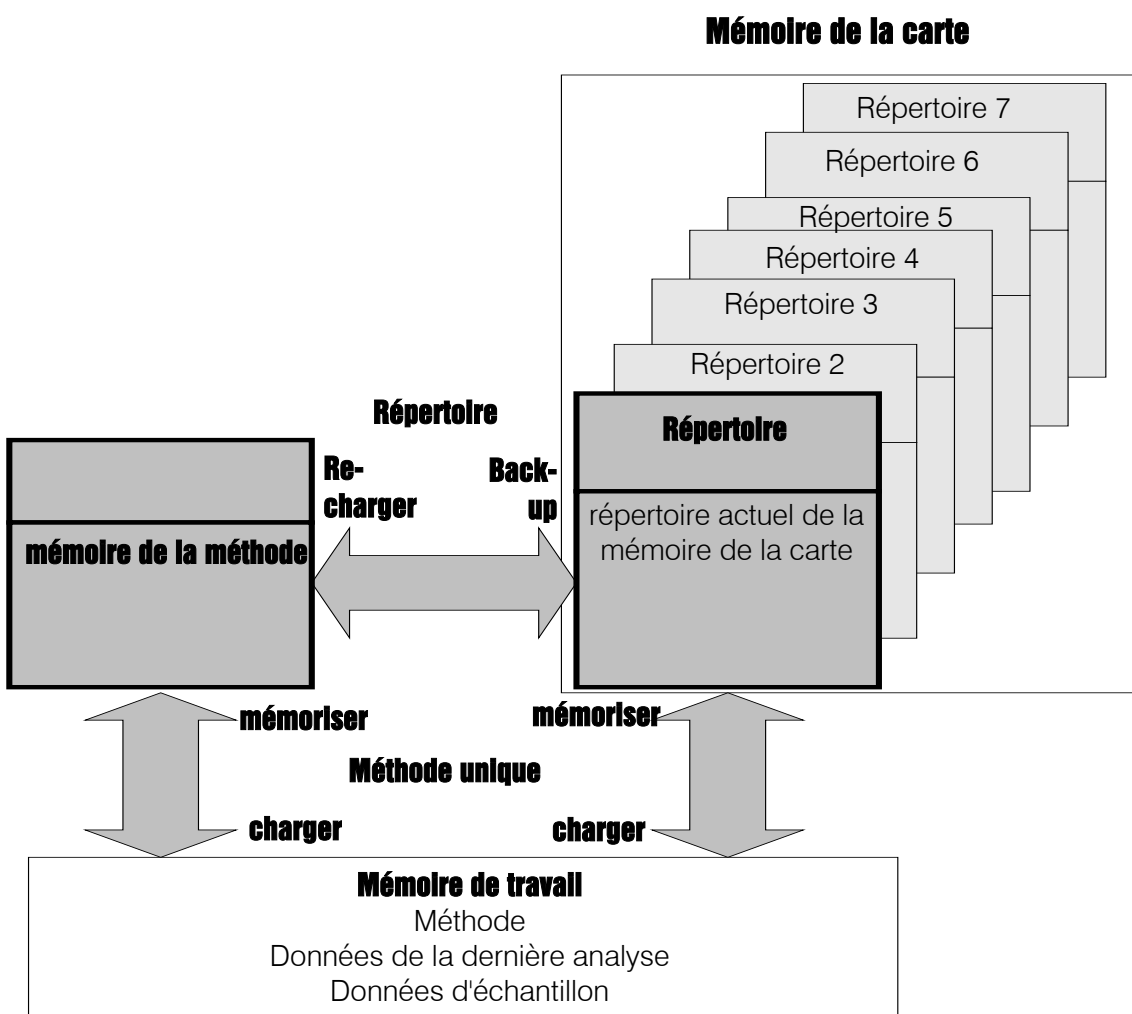 Mémoire de la carte
Répertoire 7
Répertoire 6
Répertoire 5
Répertoire 4
Répertoire 3
Répertoire 2
Répertoire
répertoire actuel de la
mémoire de la carte
Répertoire
Re-
charger
Back-
up
mémoire de la méthode
mémoriser
mémoriser
Méthode unique
charger
charger
Mémoire de travail
Méthode
Données de la dernière analyse
Données d'échantillon